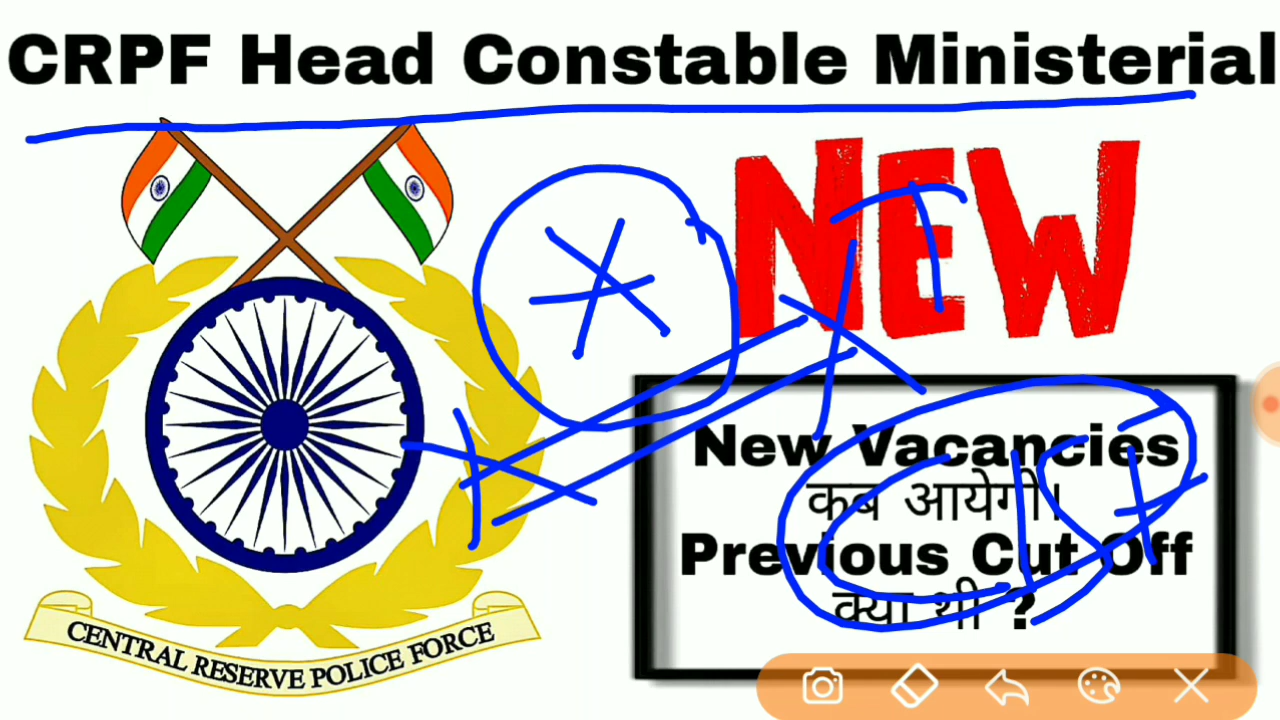 CRPF Head Constable Ministerial
NEW
New Vacancies
कब आयेगी।
Previous Cut Off
क्या थी ?
CENTRAL RESERVE POLICE FORCE